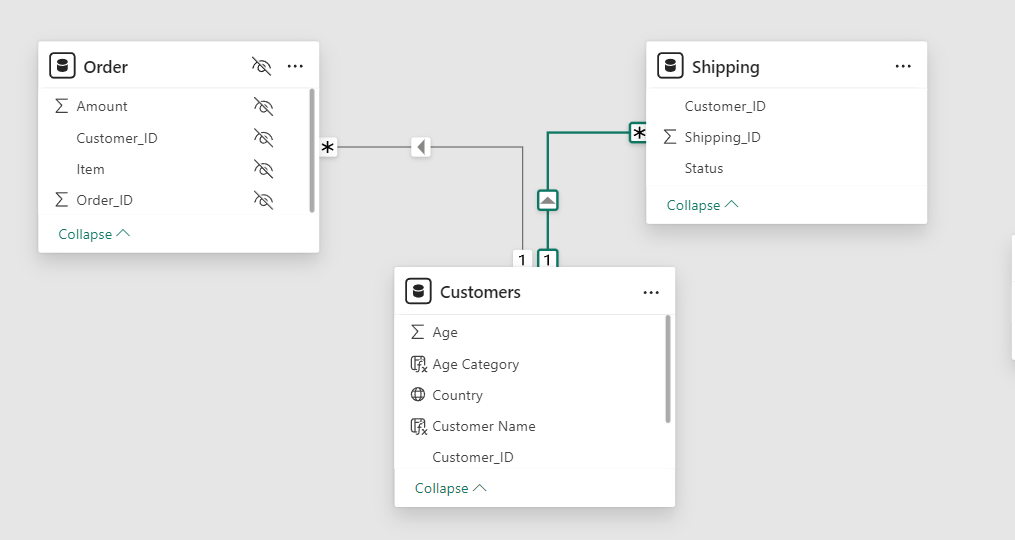 Order
Amount
Customer_ID
Item
Order_ID
Collapse
*
1
Shipping
Customer_ID
Shipping_ID
Status
Collapse
*
1
Customers
Age
Age Category
Country
Customer Name
Customer_ID
Collapse